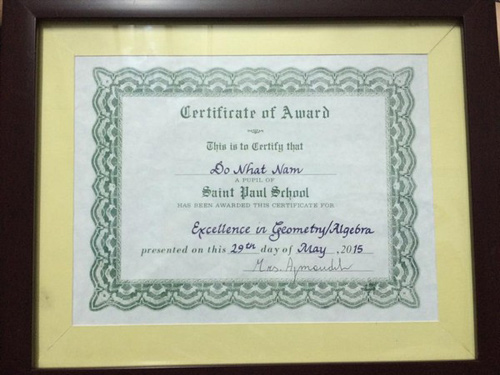 Certificate of Award
This is to Certify that
Do Nhat Nam
A PUPIL OF
Saint Paul School
HAS BEEN AWARDED THIS CERTIFICATE FOR
Excellence in Geometry/Algebra
presented on this 29th day of May, 2015
Mrs.